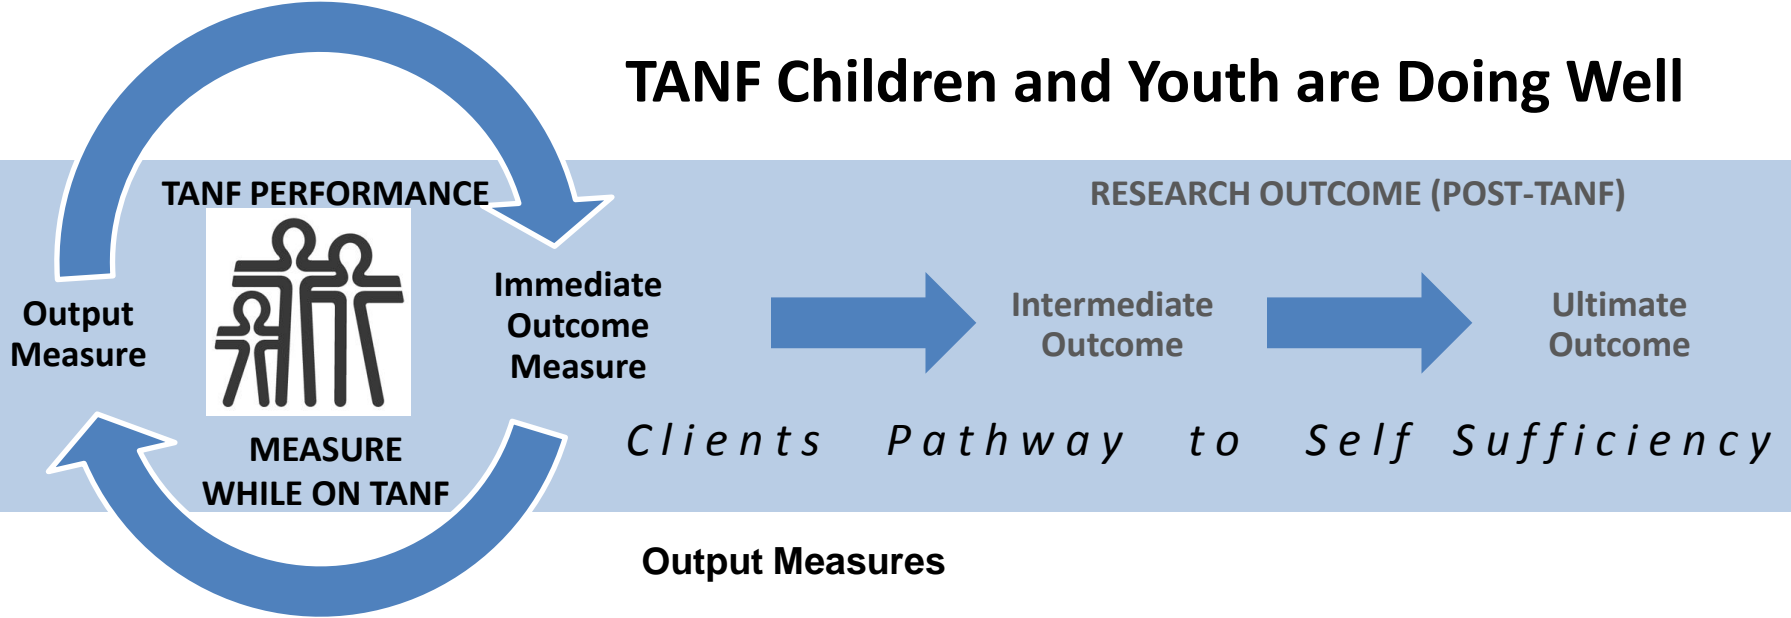 TANF Children and Youth are Doing Well
TANF PERFORMANCE
RESEARCH OUTCOME (POST-TANF)
Output
Measure
Immediate
Outcome
Measure
Intermediate
Outcome
Ultimate
Outcome
MEASURE
WHILE ON TANF
Clients Pathway to Self Sufficiency
Output Measures